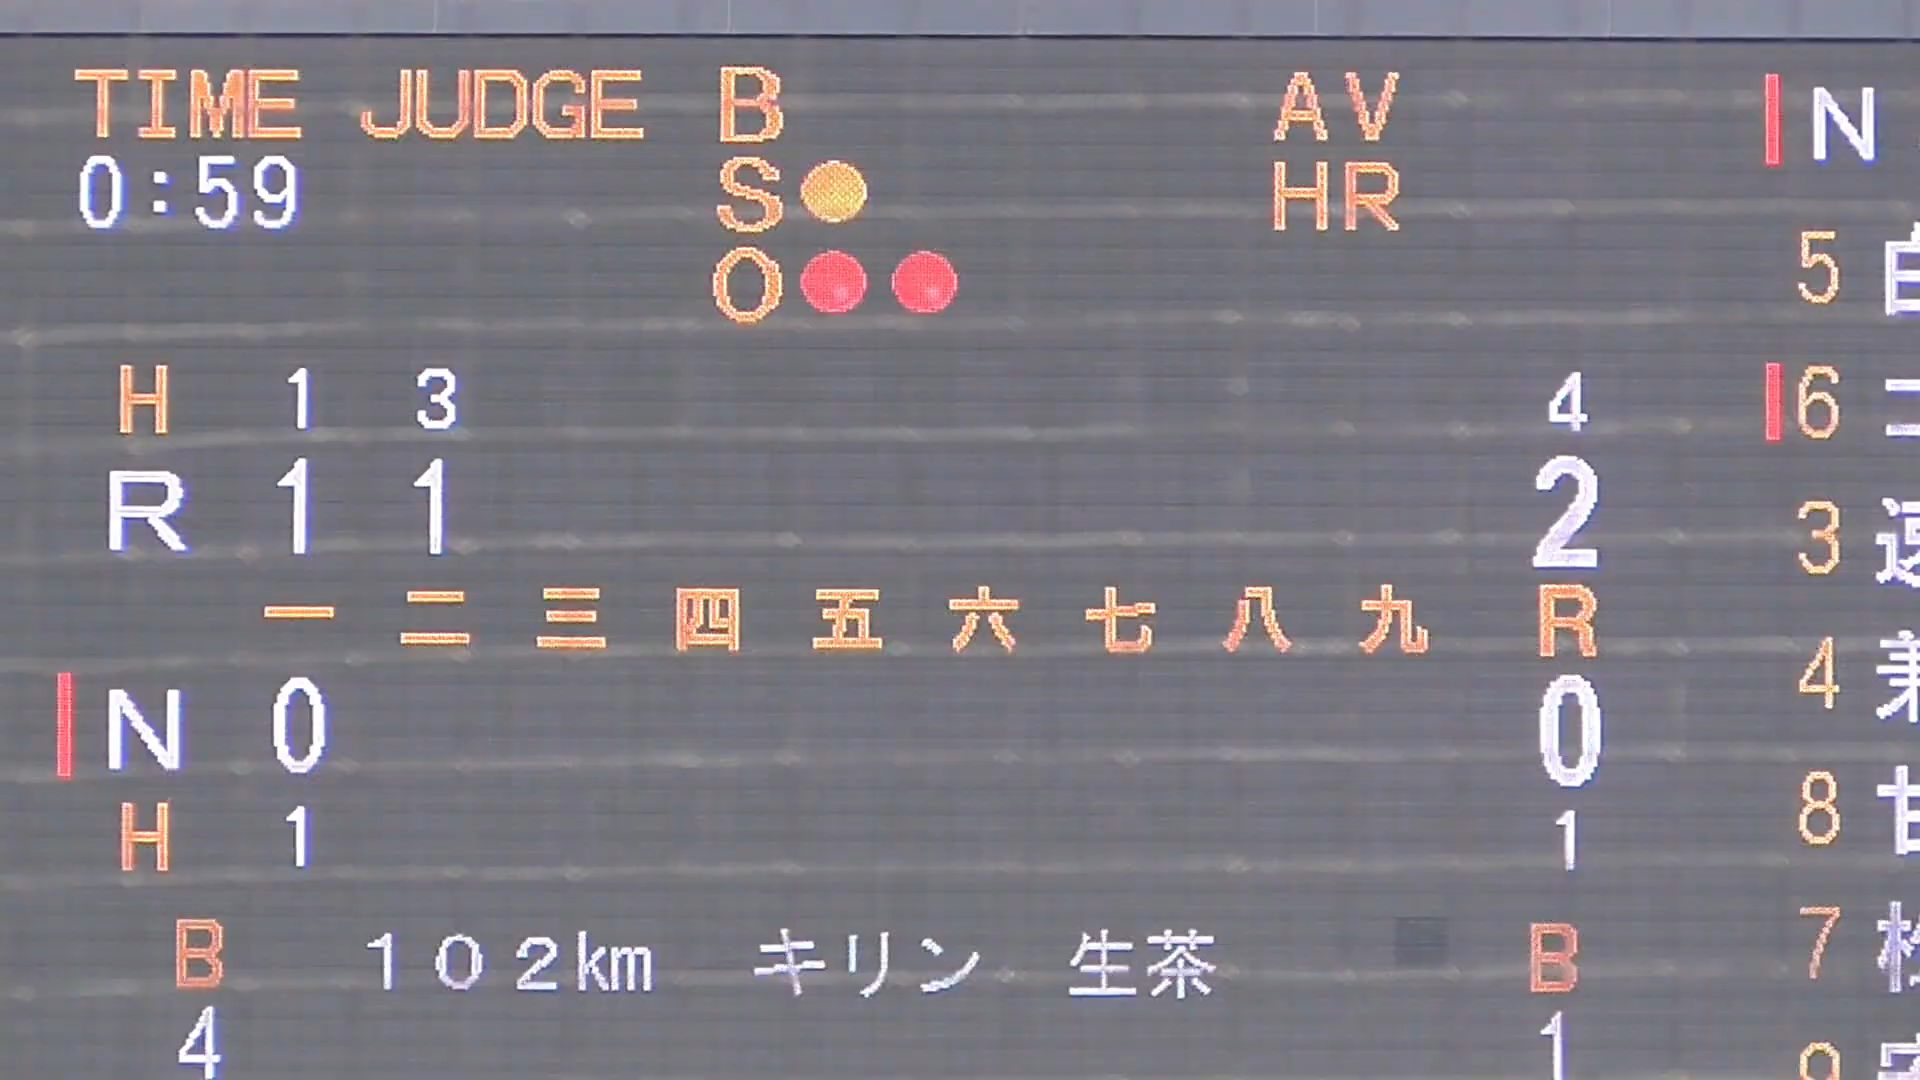 TIME JUDGE B AV N
0:59 S HR
O 5
H 1 3 4 6
R 1 1 2 3
一 二 三 四 五 六 七 八 九 R 4
N 0 0
H 1 1 8
B 102km キリン 生茶 B 7
4 1 9